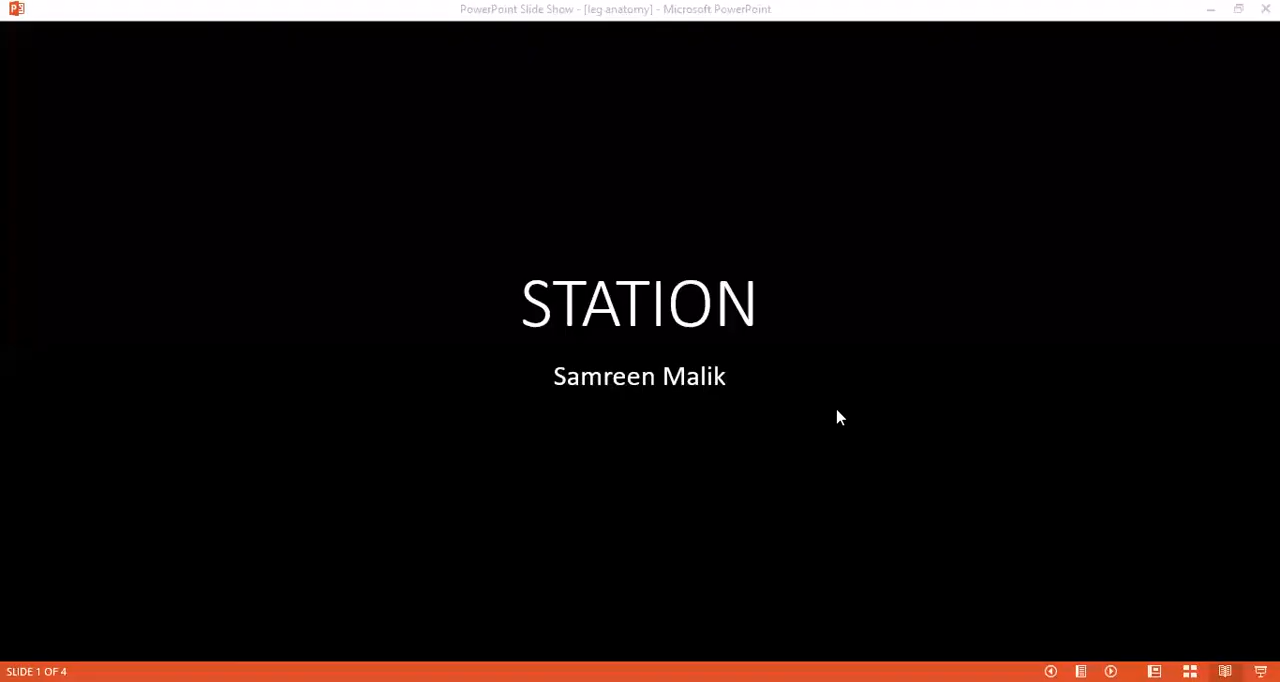 PowerPoint Slide Show - [leg anatomy] - Microsoft PowerPoint
STATION
Samreen Malik
SLIDE 1 OF 4